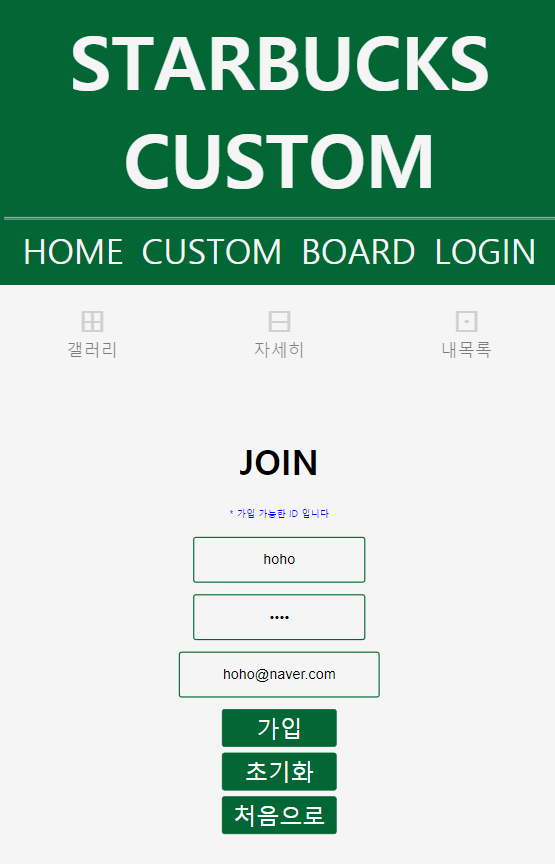 STARBUCKS
CUSTOM
HOME CUSTOM BOARD LOGIN
갤러리 자세히 내목록
JOIN
* 가입 가능한 ID 입니다
hoho
••••
hoho@naver.com
가입
초기화
처음으로